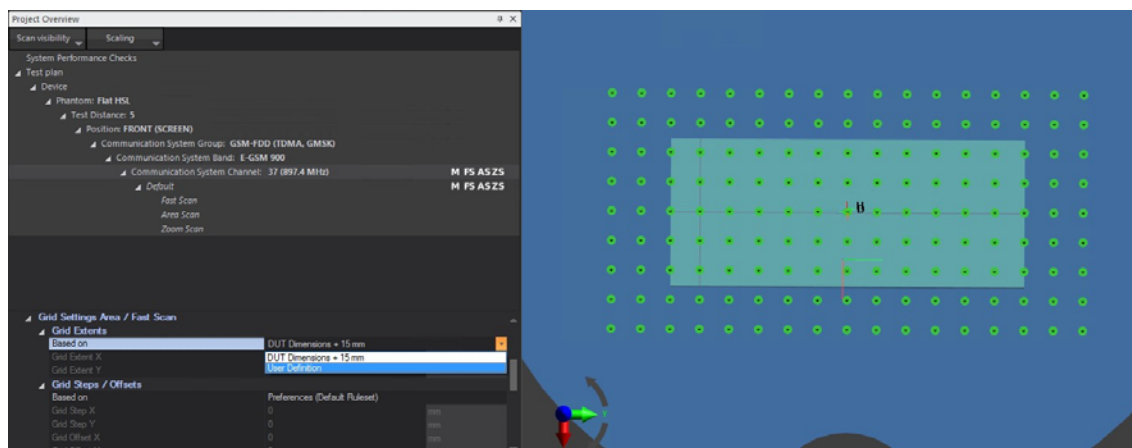 Project Overview
Scan visibility Scaling
System Performance Checks
Test plan
Device
Phantom: Flat HSL
Test Distance: 5
Position: FRONT (SCREEN)
Communication System Group: GSM-FDD (TDMA, GMSK)
Communication System Band: E-GSM 900
Communication System Channel: 37 (897.4 MHz) M FS AS ZS
Default M FS AS ZS
Fast Scan
Area Scan
Zoom Scan
Grid Settings Area / Fast Scan
Grid Extents
Based on DUT Dimensions + 15 mm
Grid Extent X DUT Dimensions + 15 mm
Grid Extent Y User Definition
Grid Steps / Offsets
Based on Preferences (Default Ruleset)
Grid Step X 0 mm
Grid Step Y 0 mm
Grid Offset X 0 mm
Y